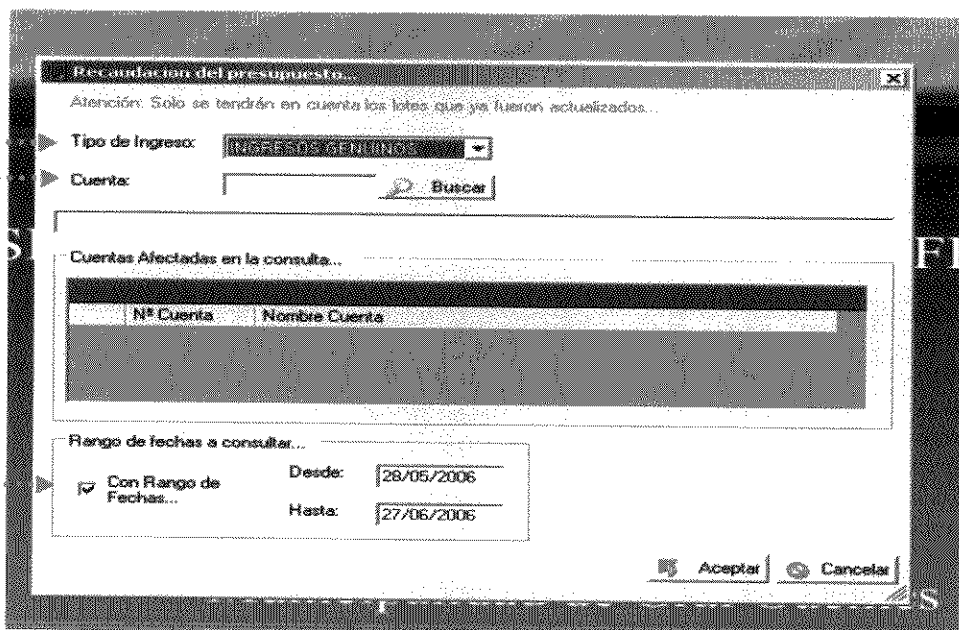 Recaudacion del presupuesto...
Atención: Solo se tendrán en cuenta los lotes que ya fueron actualizados...
Tipo de Ingreso: INGRESOS GENUINOS
Cuenta: Buscar
Cuentas Afectadas en la consulta...
Nº Cuenta Nombre Cuenta
Rango de fechas a consultar...
Con Rango de Fechas...
Desde: 28/05/2006
Hasta: 27/06/2006
Aceptar Cancelar